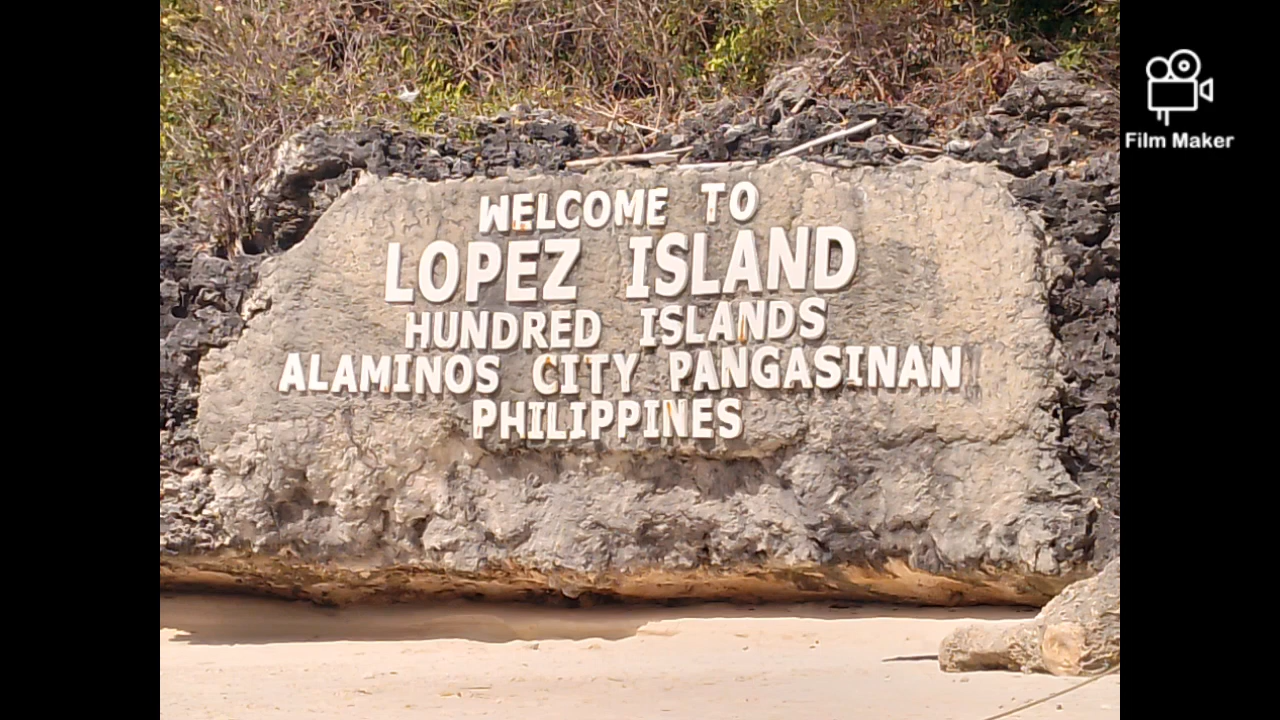 WELCOME TO
LOPEZ ISLAND
HUNDRED ISLANDS
ALAMINOS CITY PANGASINAN
PHILIPPINES
Film Maker